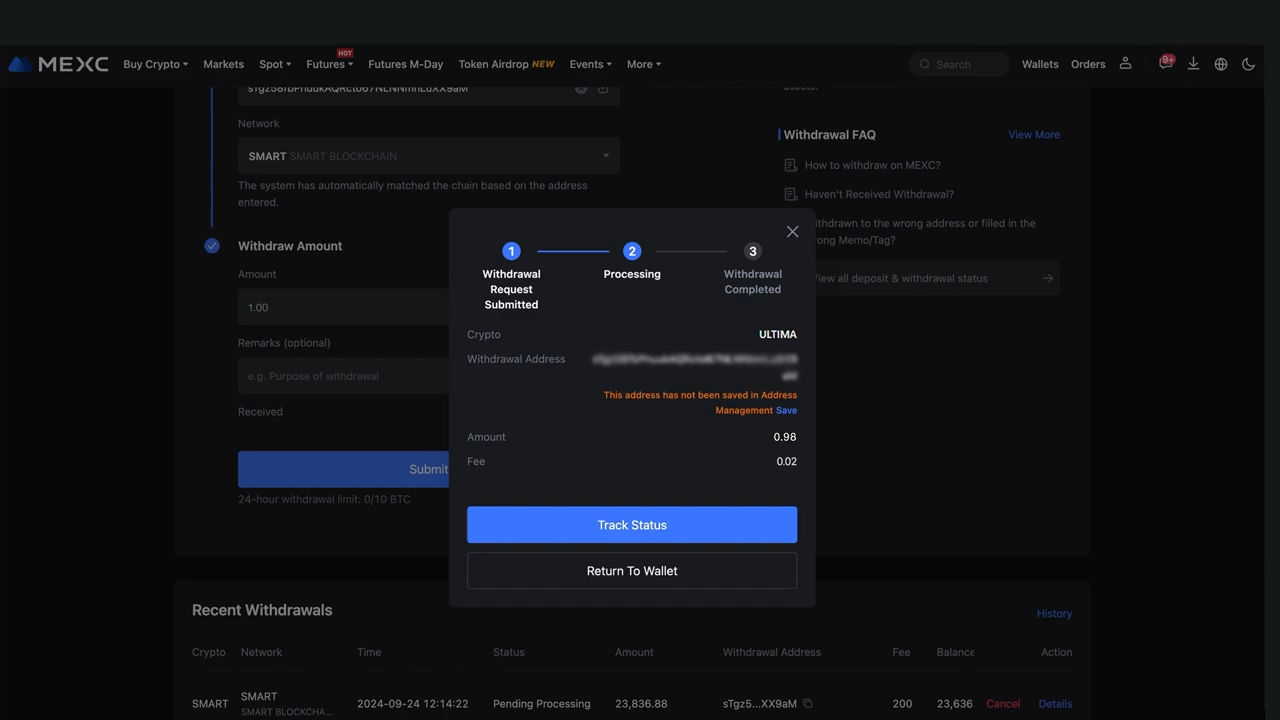 MEXC Buy Crypto Markets Spot Futures HOT Futures M-Day Token Airdrop NEW Events More Search Wallets Orders 9+
assets.
Network
SMART SMART BLOCKCHAIN
The system has automatically matched the chain based on the address
entered.
Withdrawal FAQ View More
How to withdraw on MEXC?
Haven't Received Withdrawal?
ithdrawn to the wrong address or filled in the
rong Memo/Tag?
View all deposit & withdrawal status
Withdraw Amount
Amount
1.00
Remarks (optional)
e.g. Purpose of withdrawal
Received
Submit
24-hour withdrawal limit: 0/10 BTC
1 2 3
Withdrawal
Request
Submitted
Processing
Withdrawal
Completed
Crypto ULTIMA
Withdrawal Address
This address has not been saved in Address
Management Save
Amount 0.98
Fee 0.02
Track Status
Return To Wallet
Recent Withdrawals History
Crypto Network Time Status Amount Withdrawal Address Fee Balance Action
SMART SMART 2024-09-24 12:14:22 Pending Processing 23,836.88 sTgz5...XX9aM 200 23,636 Cancel Details
SMART BLOCKCHA...